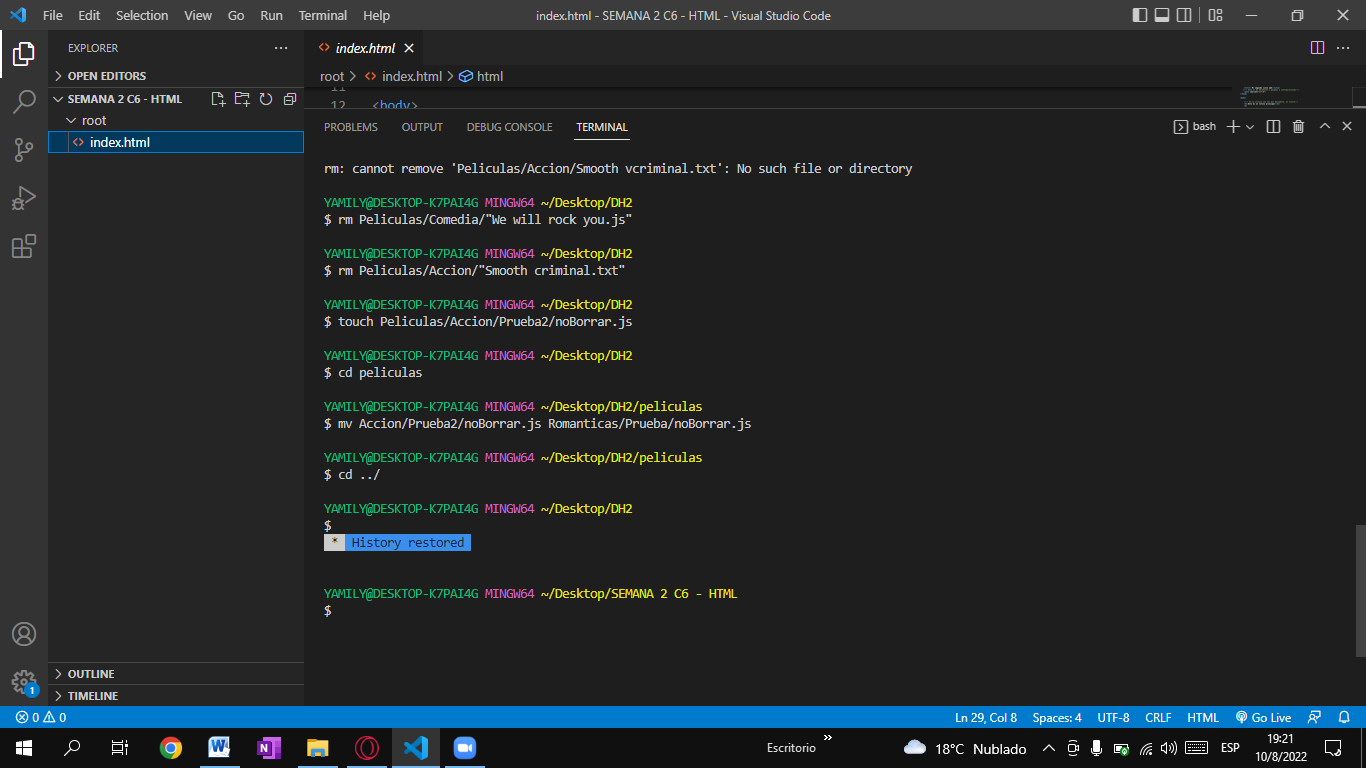 File Edit Selection View Go Run Terminal Help index.html - SEMANA 2 C6 - HTML - Visual Studio Code
EXPLORER
OPEN EDITORS
SEMANA 2 C6 - HTML
root
index.html
OUTLINE
TIMELINE
index.html
root > index.html > html
11
12 <body>
PROBLEMS OUTPUT DEBUG CONSOLE TERMINAL bash
rm: cannot remove 'Peliculas/Accion/Smooth vcriminal.txt': No such file or directory
YAMILY@DESKTOP-K7PAI4G MINGW64 ~/Desktop/DH2
$ rm Peliculas/Comedia/"We will rock you.js"
YAMILY@DESKTOP-K7PAI4G MINGW64 ~/Desktop/DH2
$ rm Peliculas/Accion/"Smooth criminal.txt"
YAMILY@DESKTOP-K7PAI4G MINGW64 ~/Desktop/DH2
$ touch Peliculas/Accion/Prueba2/noBorrar.js
YAMILY@DESKTOP-K7PAI4G MINGW64 ~/Desktop/DH2
$ cd peliculas
YAMILY@DESKTOP-K7PAI4G MINGW64 ~/Desktop/DH2/peliculas
$ mv Accion/Prueba2/noBorrar.js Romanticas/Prueba/noBorrar.js
YAMILY@DESKTOP-K7PAI4G MINGW64 ~/Desktop/DH2/peliculas
$ cd ../
YAMILY@DESKTOP-K7PAI4G MINGW64 ~/Desktop/DH2
$
* History restored
YAMILY@DESKTOP-K7PAI4G MINGW64 ~/Desktop/SEMANA 2 C6 - HTML
$
1
0 0 Ln 29, Col 8 Spaces: 4 UTF-8 CRLF HTML Go Live
Escritorio » 18°C Nublado ESP 19:21
10/8/2022